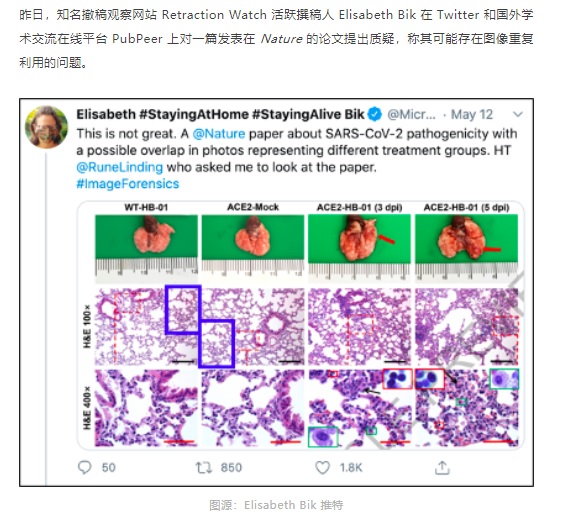 昨日，知名撤稿观察网站 Retraction Watch 活跃撰稿人 Elisabeth Bik 在 Twitter 和国外学
术交流在线平台 PubPeer 上对一篇发表在 Nature 的论文提出质疑，称其可能存在图像重复
利用的问题。
Elisabeth #StayingAtHome #StayingAlive Bik @Micr... · May 12
This is not great. A @Nature paper about SARS-CoV-2 pathogenicity with
a possible overlap in photos representing different treatment groups. HT
@RuneLinding who asked me to look at the paper.
#ImageForensics
WT-HB-01 ACE2-Mock ACE2-HB-01 (3 dpi) ACE2-HB-01 (5 dpi)
H&E 100×
H&E 400×
50 850 1.8K
图源：Elisabeth Bik 推特